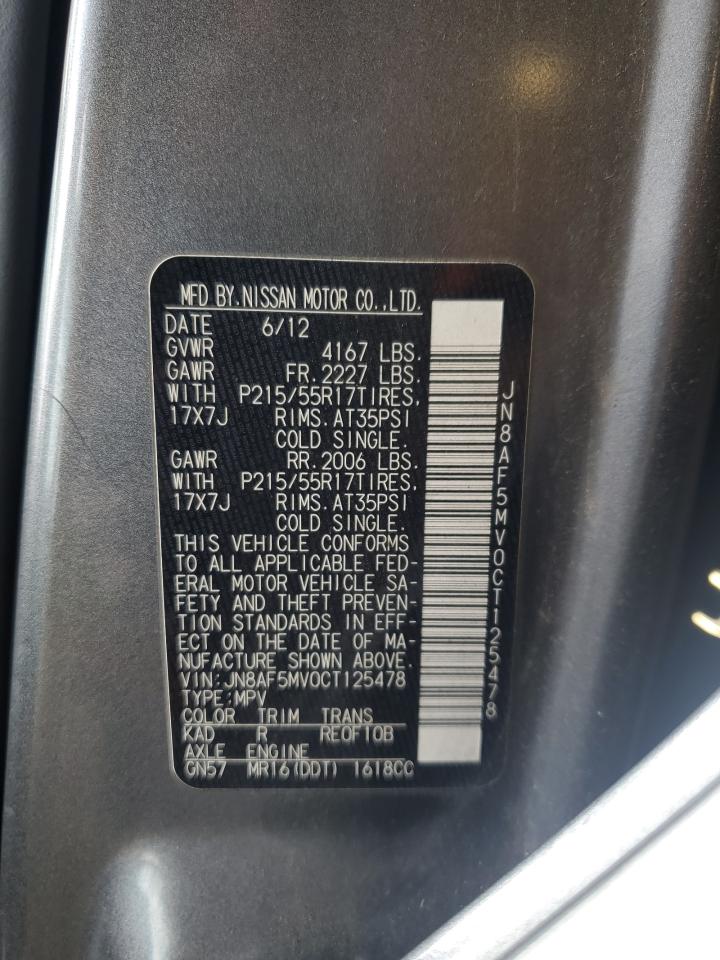 MFD BY.NISSAN MOTOR CO.,LTD.
DATE 6/12
GVWR 4167 LBS.
GAWR FR.2227 LBS.
WITH P215/55R17TIRES,
17X7J RIMS.AT35PSI
COLD SINGLE.
GAWR RR.2006 LBS.
WITH P215/55R17TIRES,
17X7J RIMS.AT35PSI
COLD SINGLE.
THIS VEHICLE CONFORMS
TO ALL APPLICABLE FED-
ERAL MOTOR VEHICLE SA-
FETY AND THEFT PREVEN-
TION STANDARDS IN EFF-
ECT ON THE DATE OF MA-
NUFACTURE SHOWN ABOVE.
VIN:JN8AF5MV0CT125478
TYPE:MPV
COLOR TRIM TRANS
KAD R RE0F10B
AXLE ENGINE
GN57 MR16(DDT) 1618CC
JN8AF5MV0CT125478